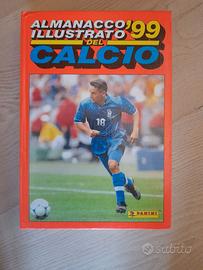 ALMANACCO '99
ILLUSTRATO
DEL
CALCIO
18
PANINI
subito